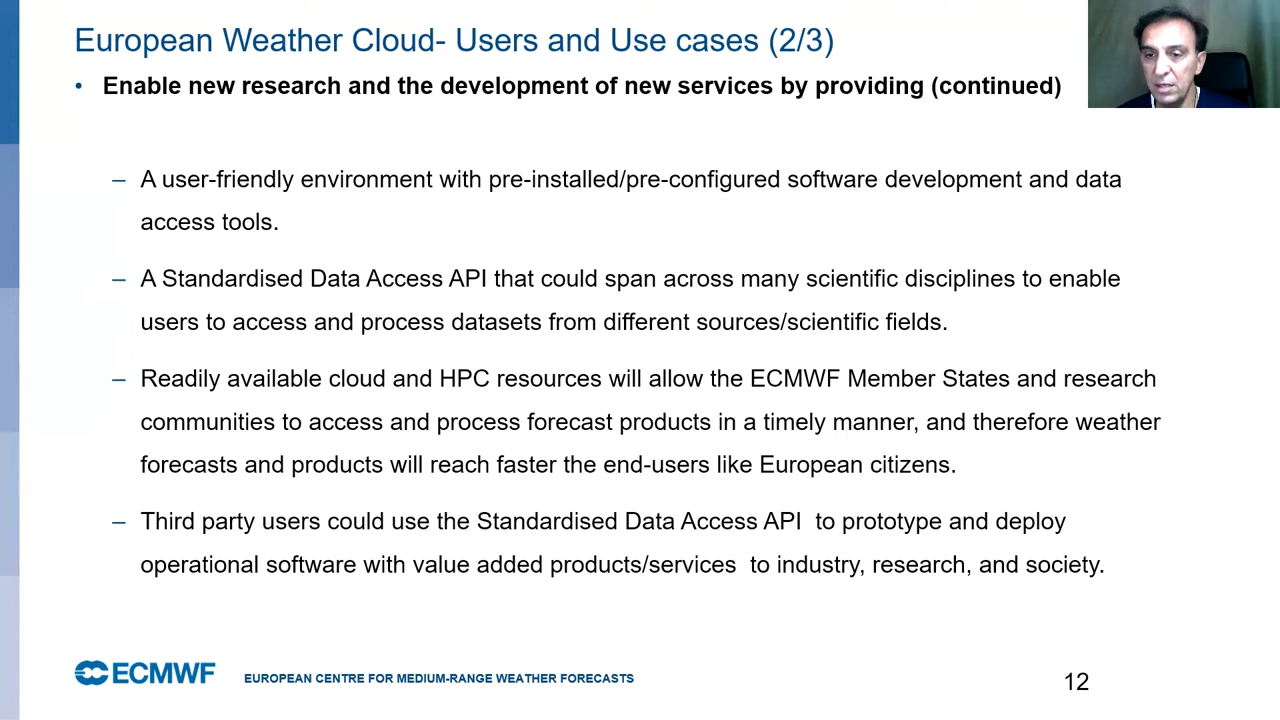 European Weather Cloud- Users and Use cases (2/3)
• Enable new research and the development of new services by providing (continued)
– A user-friendly environment with pre-installed/pre-configured software development and data
access tools.
– A Standardised Data Access API that could span across many scientific disciplines to enable
users to access and process datasets from different sources/scientific fields.
– Readily available cloud and HPC resources will allow the ECMWF Member States and research
communities to access and process forecast products in a timely manner, and therefore weather
forecasts and products will reach faster the end-users like European citizens.
– Third party users could use the Standardised Data Access API  to prototype and deploy
operational software with value added products/services  to industry, research, and society.
ECMWF EUROPEAN CENTRE FOR MEDIUM-RANGE WEATHER FORECASTS
12